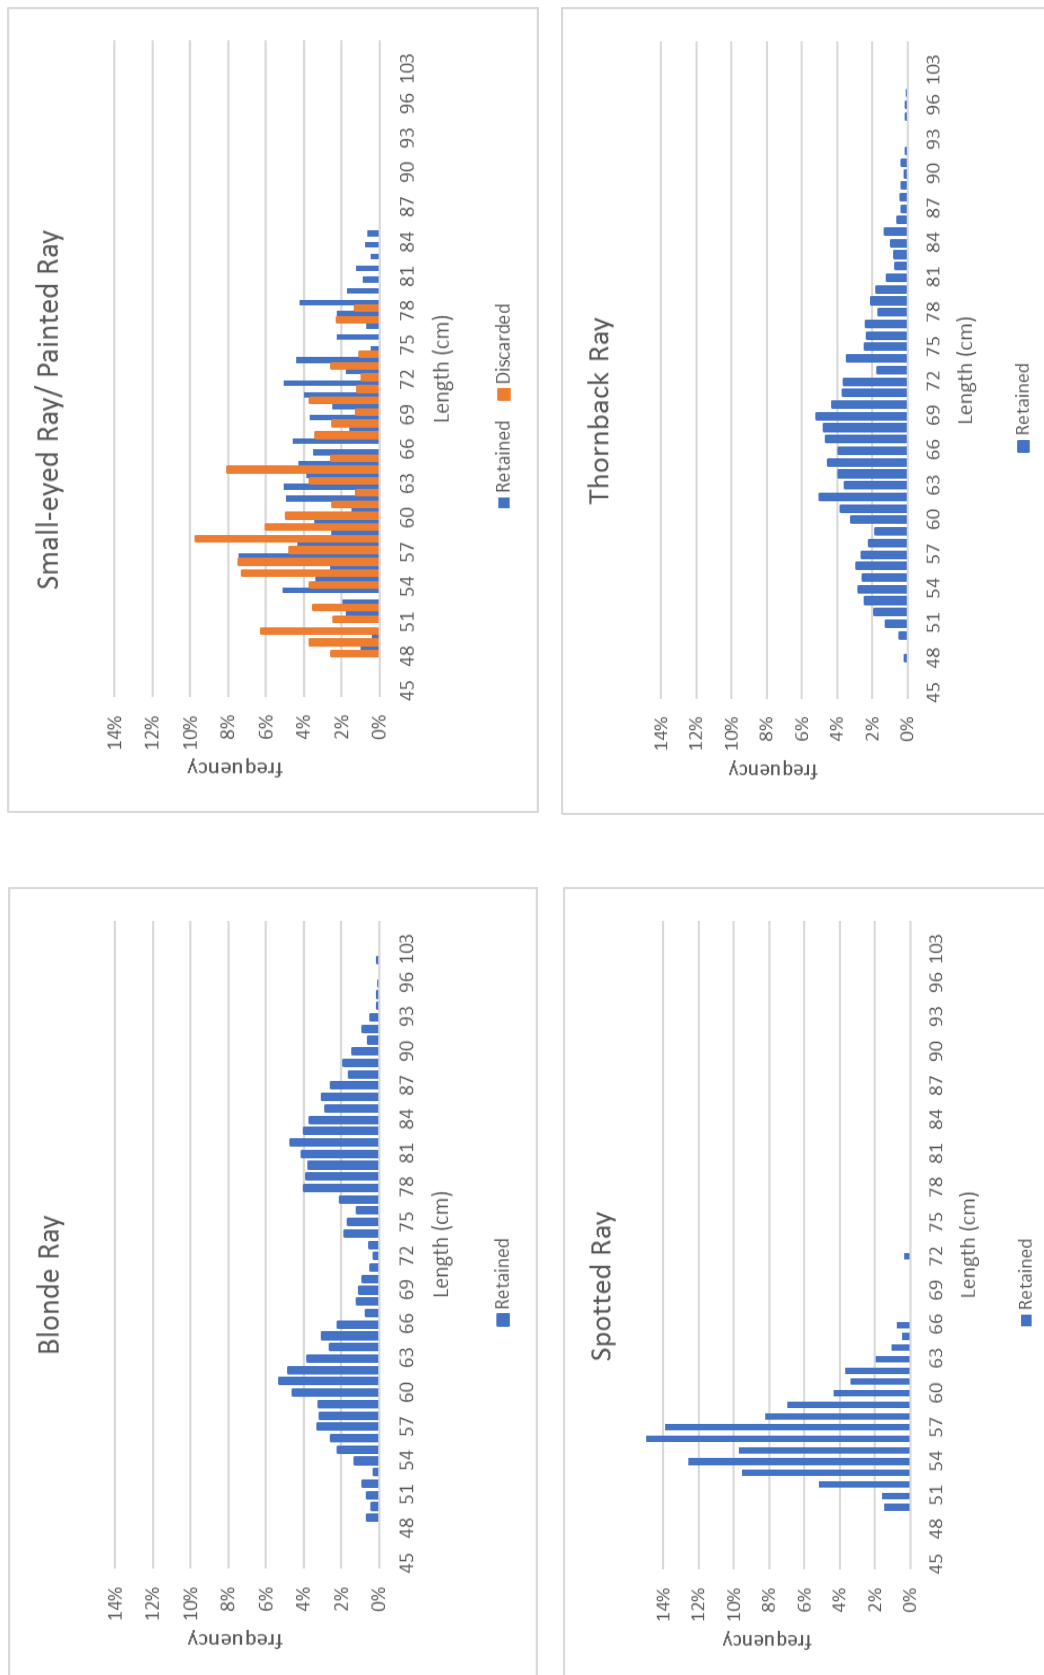 Blonde Ray
14%
12%
10%
8%
6%
4%
2%
0%
frequency
45 48 51 54 57 60 63 66 69 72 75 78 81 84 87 90 93 96 103
Length (cm)
Retained
Small-eyed Ray/ Painted Ray
14%
12%
10%
8%
6%
4%
2%
0%
frequency
45 48 51 54 57 60 63 66 69 72 75 78 81 84 87 90 93 96 103
Length (cm)
Retained Discarded
Spotted Ray
14%
12%
10%
8%
6%
4%
2%
0%
frequency
45 48 51 54 57 60 63 66 69 72 75 78 81 84 87 90 93 96 103
Length (cm)
Retained
Thornback Ray
14%
12%
10%
8%
6%
4%
2%
0%
frequency
45 48 51 54 57 60 63 66 69 72 75 78 81 84 87 90 93 96 103
Length (cm)
Retained